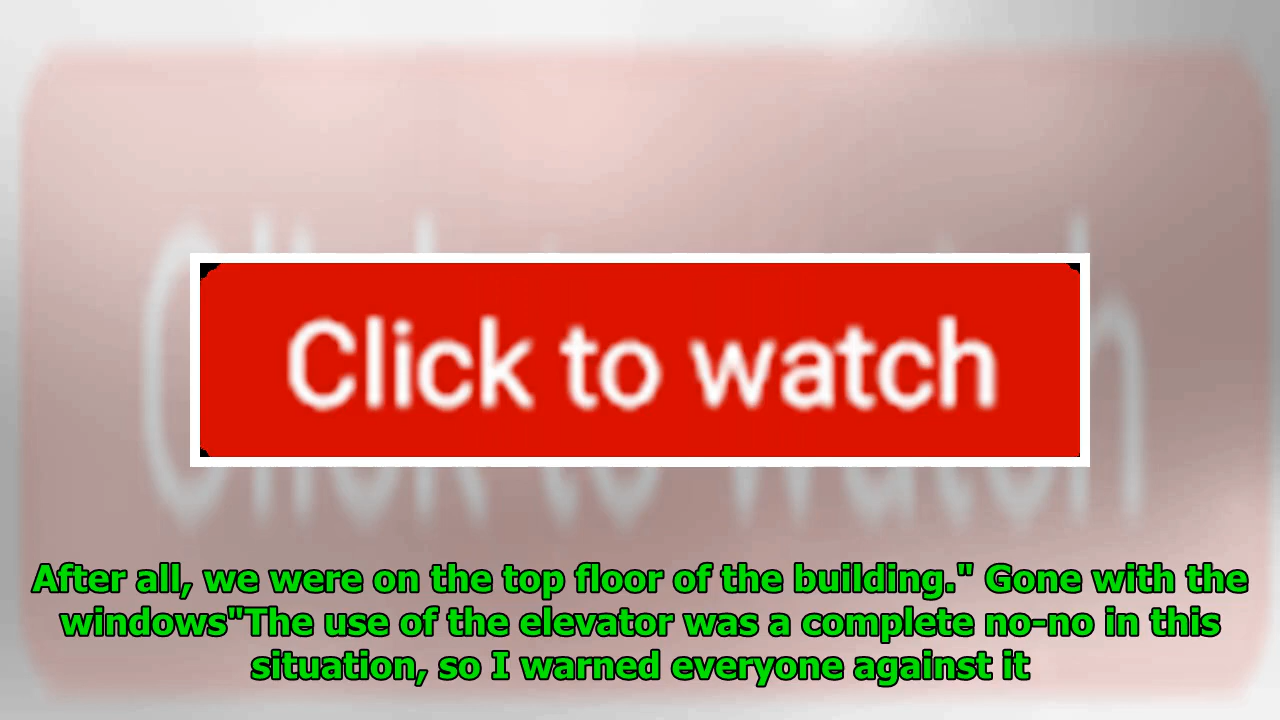 Click to watch
After all, we were on the top floor of the building." Gone with the
windows"The use of the elevator was a complete no-no in this
situation, so I warned everyone against it